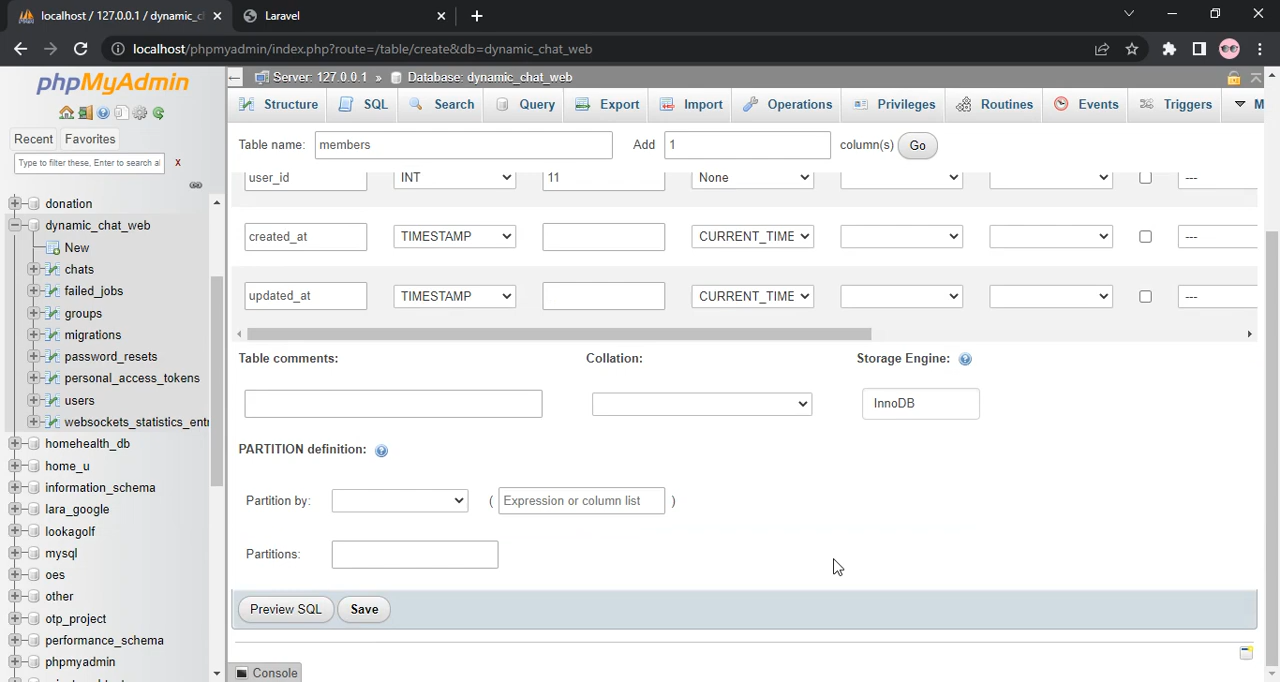 localhost / 127.0.0.1 / dynamic_c
Laravel
localhost/phpmyadmin/index.php?route=/table/create&db=dynamic_chat_web
phpMyAdmin
Server: 127.0.0.1 » Database: dynamic_chat_web
Structure SQL Search Query Export Import Operations Privileges Routines Events Triggers M
Recent Favorites
Type to filter these, Enter to search al X
Table name: members Add 1 column(s) Go
user_id INT 11 None ---
created_at TIMESTAMP CURRENT_TIME ---
updated_at TIMESTAMP CURRENT_TIME ---
donation
dynamic_chat_web
New
chats
failed_jobs
groups
migrations
password_resets
personal_access_tokens
users
websockets_statistics_entr
homehealth_db
home_u
information_schema
lara_google
lookagolf
mysql
oes
other
otp_project
performance_schema
phpmyadmin
Table comments: Collation: Storage Engine:
InnoDB
PARTITION definition:
Partition by: ( Expression or column list )
Partitions:
Preview SQL Save
Console